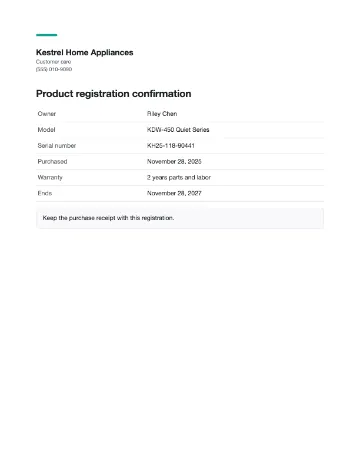 Kestrel Home Appliances
Customer care
(555) 010-9080
Product registration confirmation
Owner Riley Chen
Model KDW-450 Quiet Series
Serial number KH25-118-90441
Purchased November 28, 2025
Warranty 2 years parts and labor
Ends November 28, 2027
Keep the purchase receipt with this registration.